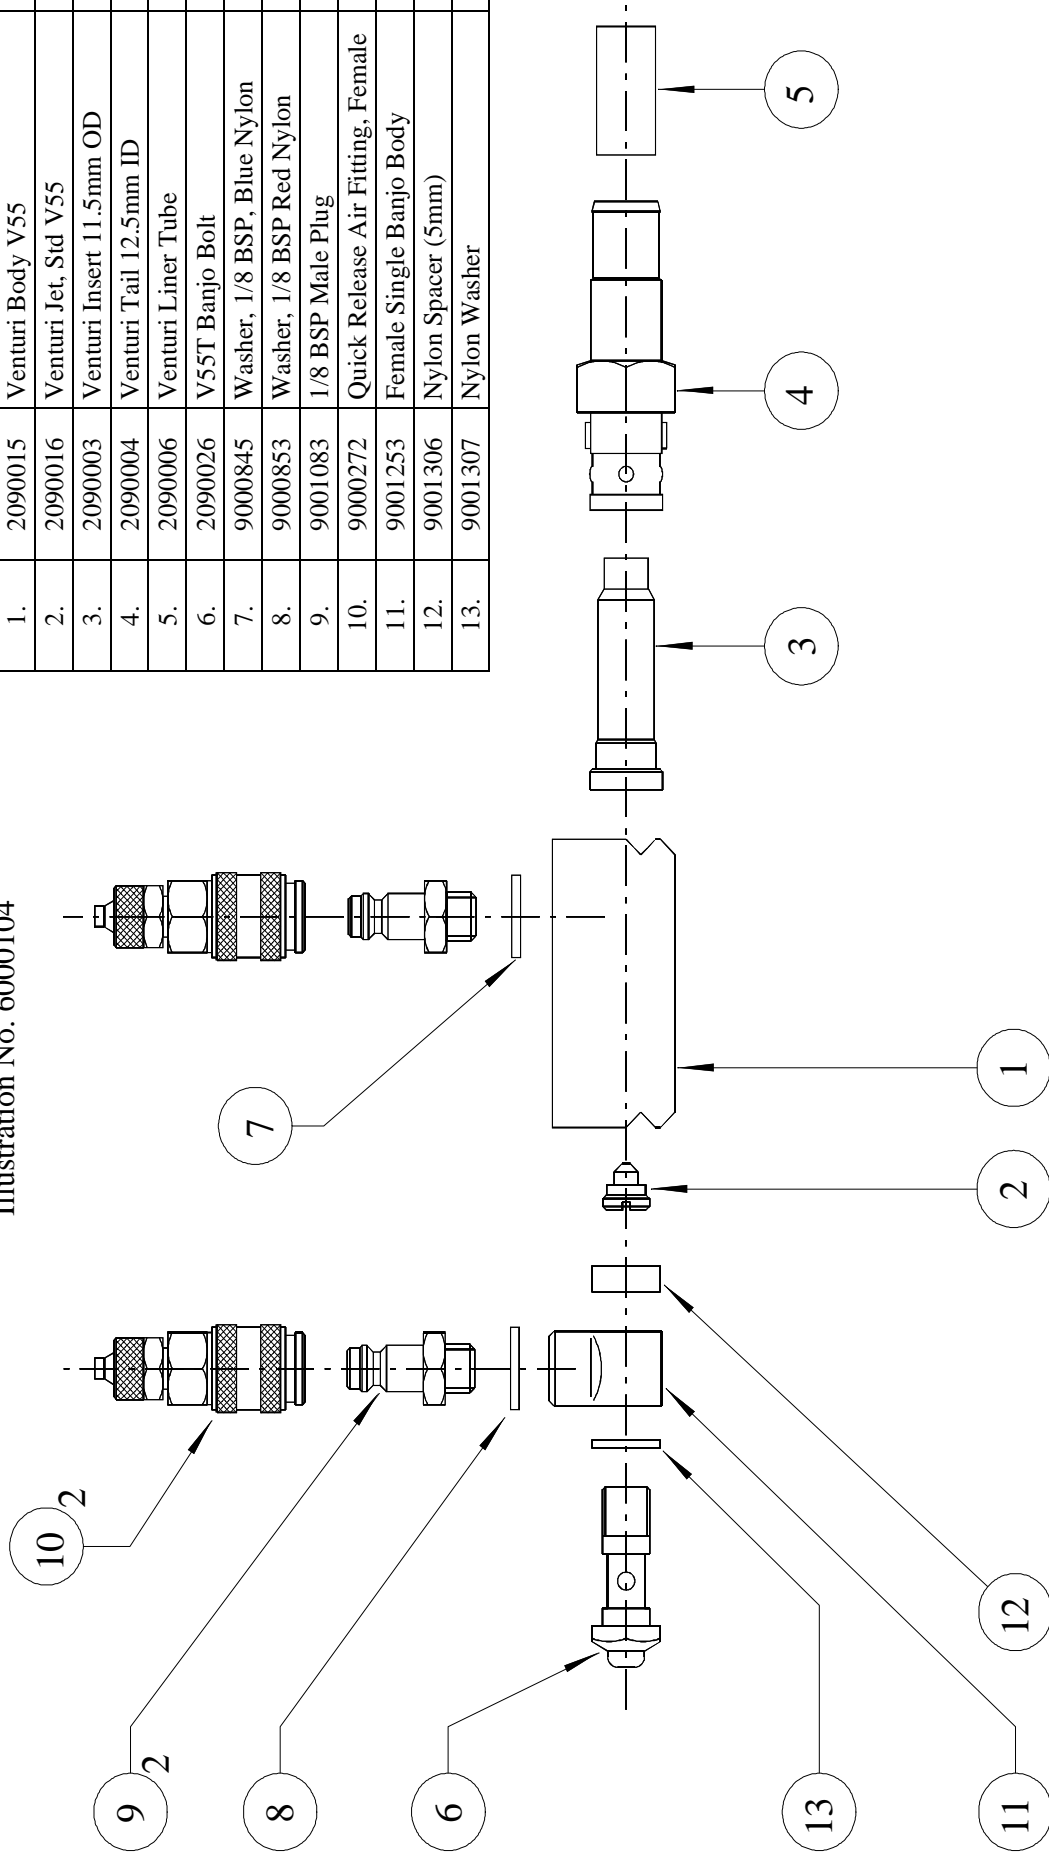 Illustration No. 6000104
1. 2090015 Venturi Body V55
2. 2090016 Venturi Jet, Std V55
3. 2090003 Venturi Insert 11.5mm OD
4. 2090004 Venturi Tail 12.5mm ID
5. 2090006 Venturi Liner Tube
6. 2090026 V55T Banjo Bolt
7. 9000845 Washer, 1/8 BSP, Blue Nylon
8. 9000853 Washer, 1/8 BSP Red Nylon
9. 9001083 1/8 BSP Male Plug
10. 9000272 Quick Release Air Fitting, Female
11. 9001253 Female Single Banjo Body
12. 9001306 Nylon Spacer (5mm)
13. 9001307 Nylon Washer
10
2
9
2
8
7
6
5
4
3
13
12
11
2
1